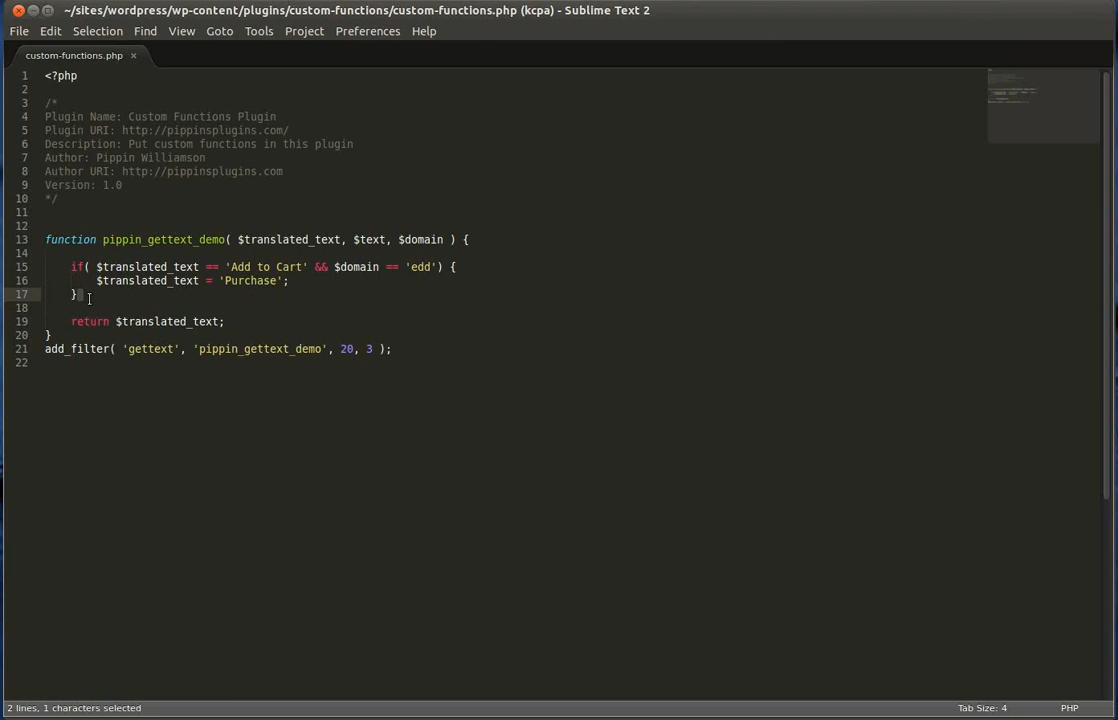 ~/sites/wordpress/wp-content/plugins/custom-functions/custom-functions.php (kcpa) - Sublime Text 2
File Edit Selection Find View Goto Tools Project Preferences Help
custom-functions.php ×
1 <?php
2
3 /*
4 Plugin Name: Custom Functions Plugin
5 Plugin URI: http://pippinsplugins.com/
6 Description: Put custom functions in this plugin
7 Author: Pippin Williamson
8 Author URI: http://pippinsplugins.com
9 Version: 1.0
10 */
11
12
13 function pippin_gettext_demo( $translated_text, $text, $domain ) {
14
15 if( $translated_text == 'Add to Cart' && $domain == 'edd') {
16 $translated_text = 'Purchase';
17 }
18
19 return $translated_text;
20 }
21 add_filter( 'gettext', 'pippin_gettext_demo', 20, 3 );
22
2 lines, 1 characters selected Tab Size: 4 PHP